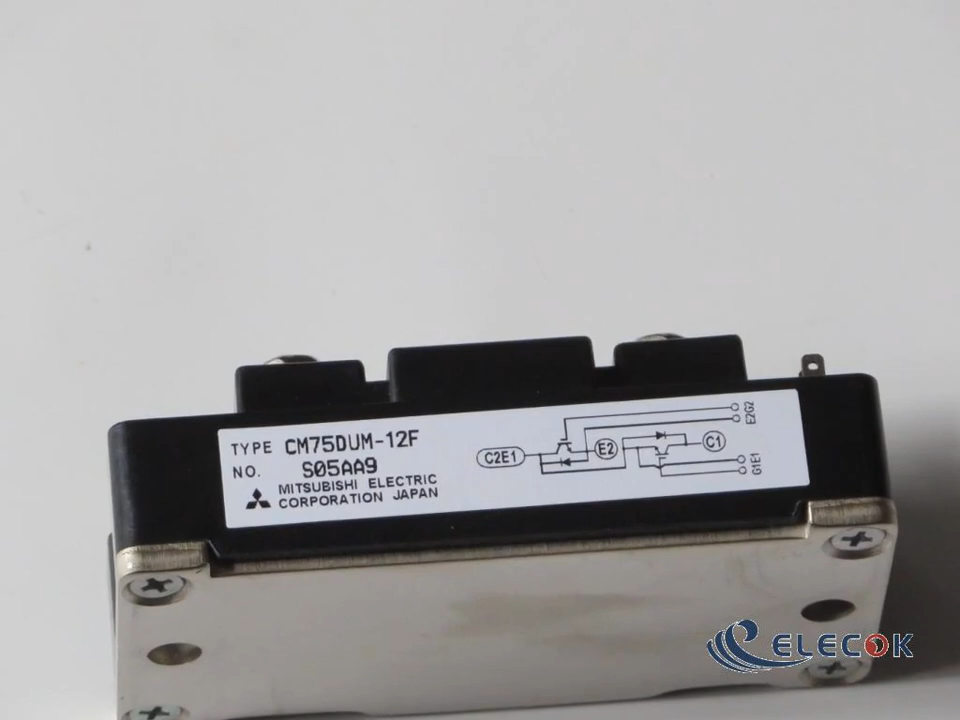 TYPE CM75DUM-12F
NO. S05AA9
MITSUBISHI ELECTRIC
CORPORATION JAPAN
C2E1
E2
C1
E2G2
G1E1
ELECOK